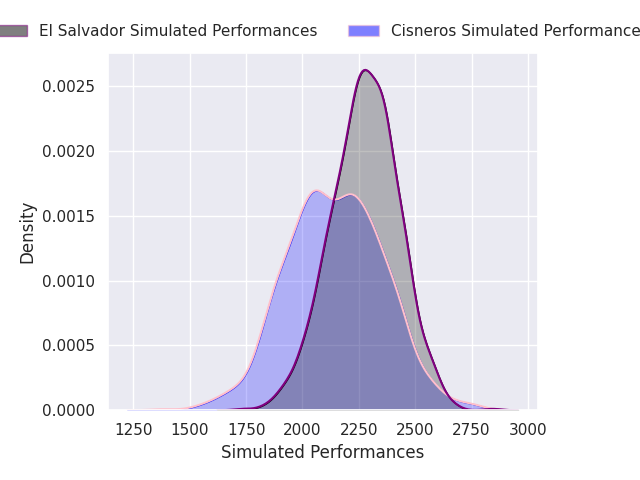 El Salvador Simulated Performances
Cisneros Simulated Performance
0.0025
0.0020
0.0015
0.0010
0.0005
0.0000
Density
1250 1500 1750 2000 2250 2500 2750 3000
Simulated Performances